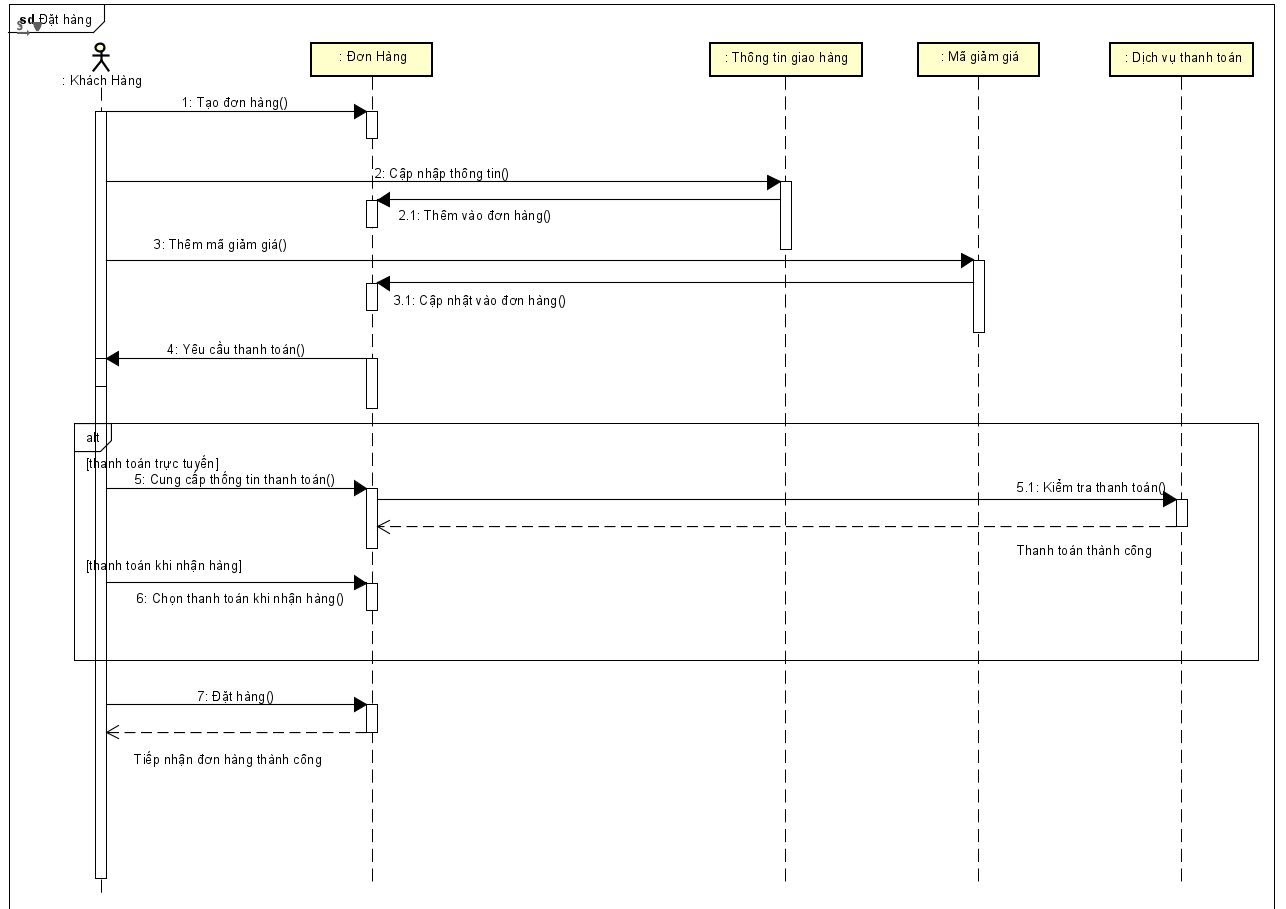 sd Đặt hàng
: Khách Hàng
: Đơn Hàng
: Thông tin giao hàng
: Mã giảm giá
: Dịch vụ thanh toán
1: Tạo đơn hàng()
2: Cập nhập thông tin()
2.1: Thêm vào đơn hàng()
3: Thêm mã giảm giá()
3.1: Cập nhật vào đơn hàng()
4: Yêu cầu thanh toán()
alt
[thanh toán trực tuyến]
5: Cung cấp thông tin thanh toán()
5.1: Kiểm tra thanh toán()
Thanh toán thành công
[thanh toán khi nhận hàng]
6: Chọn thanh toán khi nhận hàng()
7: Đặt hàng()
Tiếp nhận đơn hàng thành công